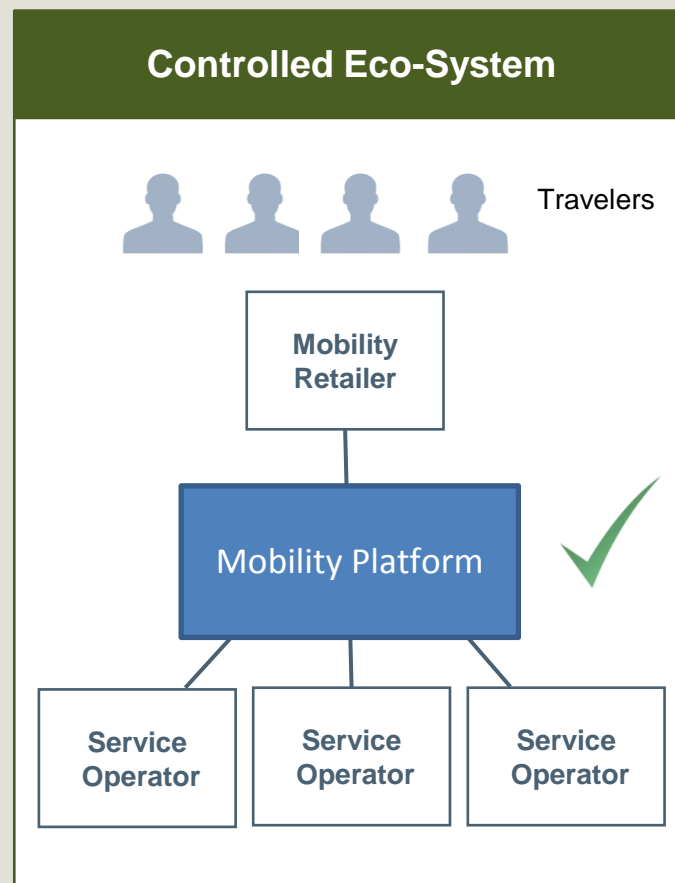 Controlled Eco-System
Travelers
Mobility
Retailer
Mobility Platform
Service
Operator
Service
Operator
Service
Operator